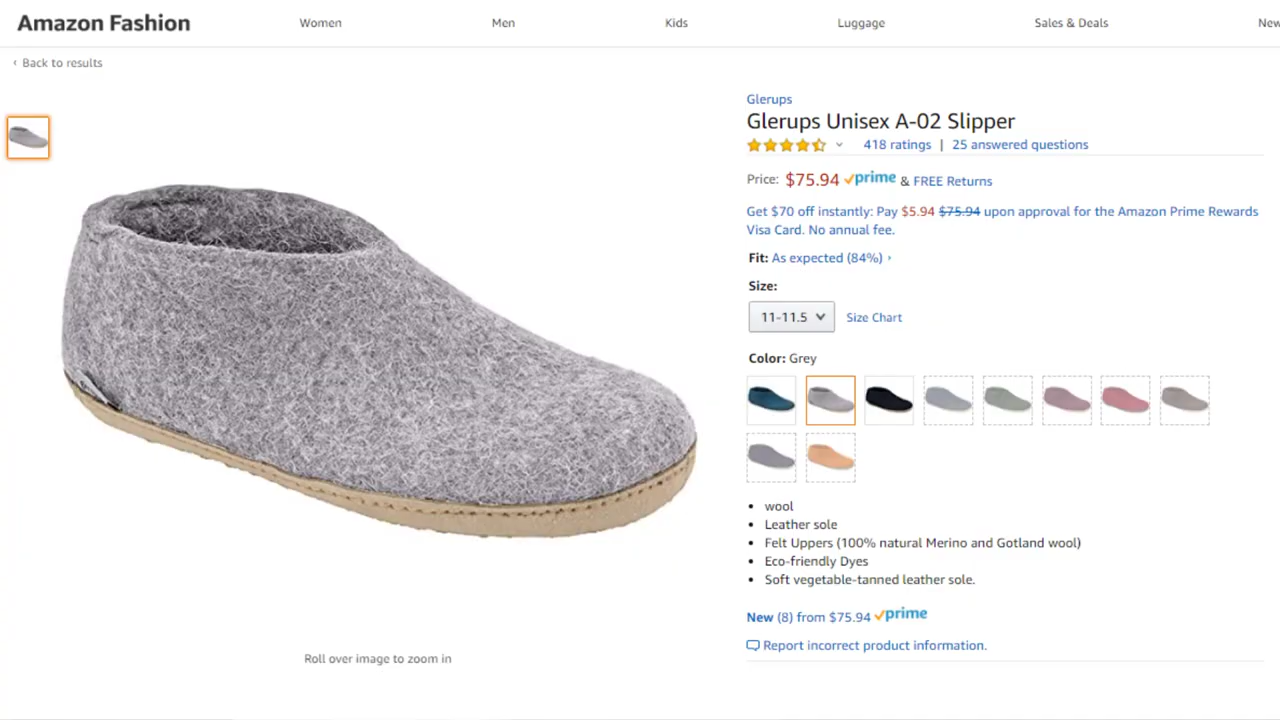 Amazon Fashion
Women
Men
Kids
Luggage
Sales & Deals
New
‹ Back to results
Glerups
Glerups Unisex A-02 Slipper
418 ratings | 25 answered questions
Price: $75.94 prime & FREE Returns
Get $70 off instantly: Pay $5.94 $75.94 upon approval for the Amazon Prime Rewards
Visa Card. No annual fee.
Fit: As expected (84%) ›
Size:
11-11.5 Size Chart
Color: Grey
• wool
• Leather sole
• Felt Uppers (100% natural Merino and Gotland wool)
• Eco-friendly Dyes
• Soft vegetable-tanned leather sole.
New (8) from $75.94 prime
Report incorrect product information.
Roll over image to zoom in